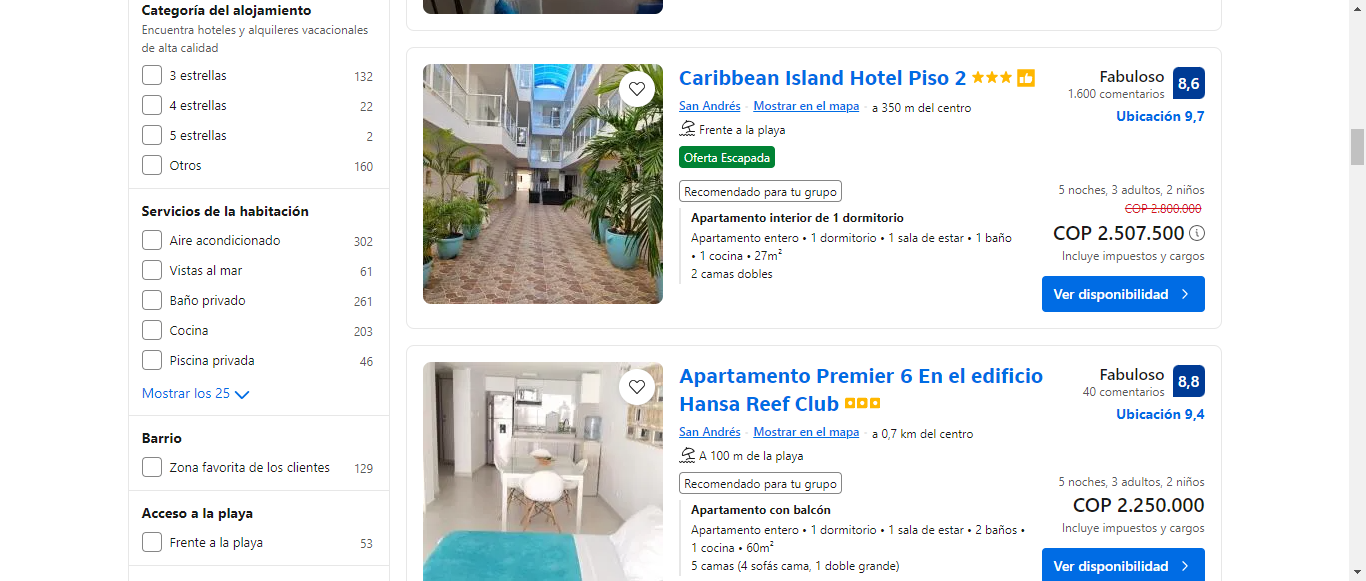 Categoría del alojamiento
Encuentra hoteles y alquileres vacacionales
de alta calidad
3 estrellas 132
4 estrellas 22
5 estrellas 2
Otros 160
Servicios de la habitación
Aire acondicionado 302
Vistas al mar 61
Baño privado 261
Cocina 203
Piscina privada 46
Mostrar los 25
Barrio
Zona favorita de los clientes 129
Acceso a la playa
Frente a la playa 53
Caribbean Island Hotel Piso 2
San Andrés · Mostrar en el mapa · a 350 m del centro
Frente a la playa
Oferta Escapada
Recomendado para tu grupo
Apartamento interior de 1 dormitorio
Apartamento entero • 1 dormitorio • 1 sala de estar • 1 baño
• 1 cocina • 27m²
2 camas dobles
Fabuloso 8,6
1.600 comentarios
Ubicación 9,7
5 noches, 3 adultos, 2 niños
COP 2.800.000
COP 2.507.500
Incluye impuestos y cargos
Ver disponibilidad
Apartamento Premier 6 En el edificio
Hansa Reef Club
San Andrés · Mostrar en el mapa · a 0,7 km del centro
A 100 m de la playa
Recomendado para tu grupo
Apartamento con balcón
Apartamento entero • 1 dormitorio • 1 sala de estar • 2 baños •
1 cocina • 60m²
5 camas (4 sofás cama, 1 doble grande)
Fabuloso 8,8
40 comentarios
Ubicación 9,4
5 noches, 3 adultos, 2 niños
COP 2.250.000
Incluye impuestos y cargos
Ver disponibilidad